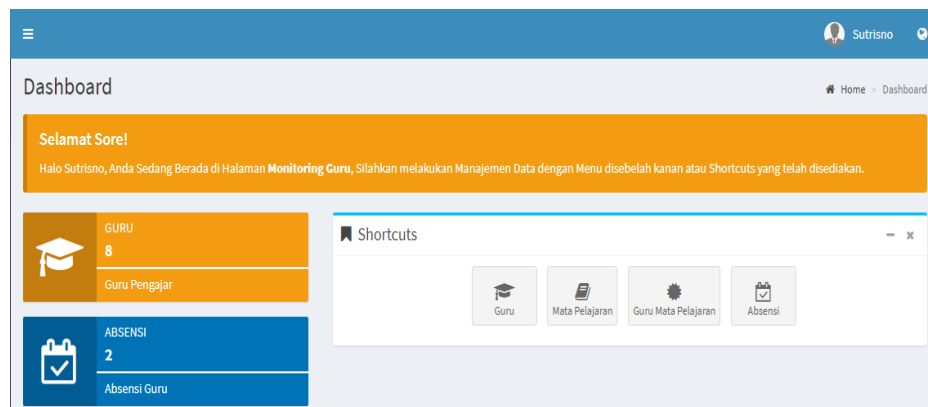 Sutrisno
Dashboard
Home > Dashboard
Selamat Sore!
Halo Sutrisno, Anda Sedang Berada di Halaman Monitoring Guru, Silahkan melakukan Manajemen Data dengan Menu disebelah kanan atau Shortcuts yang telah disediakan.
GURU
8
Guru Pengajar
ABSENSI
2
Absensi Guru
Shortcuts
Guru
Mata Pelajaran
Guru Mata Pelajaran
Absensi